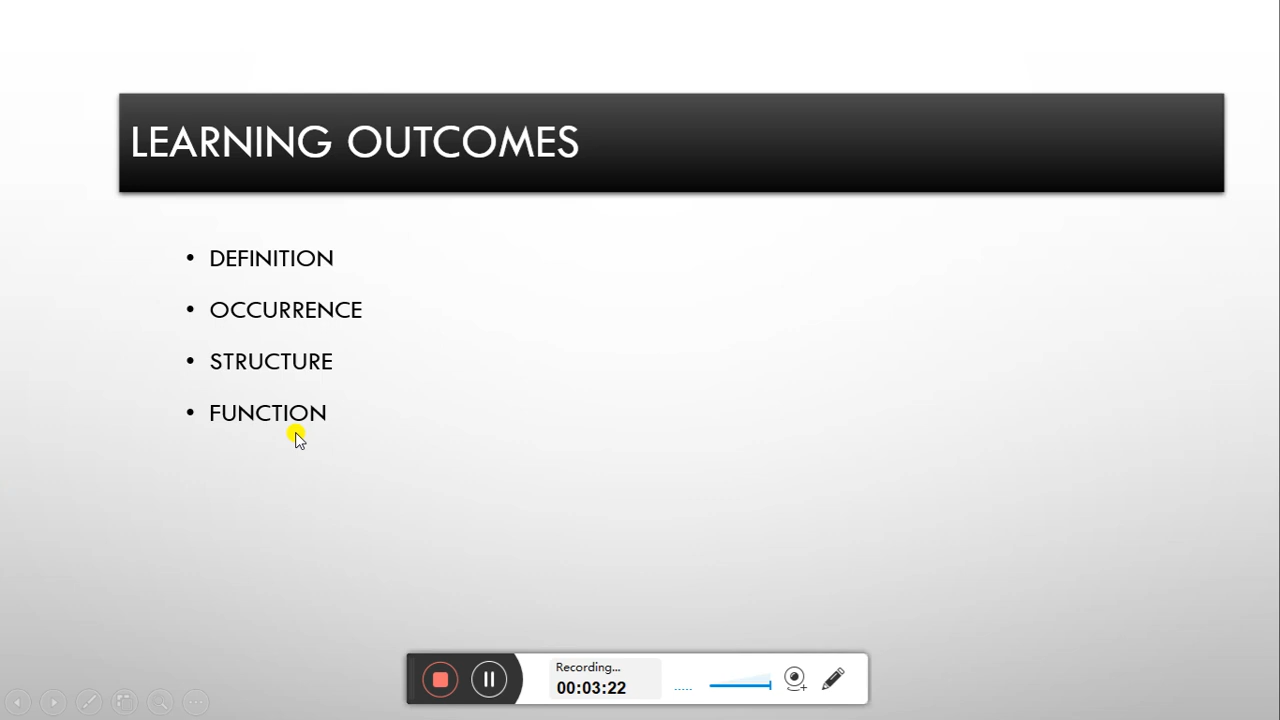 LEARNING OUTCOMES
• DEFINITION
• OCCURRENCE
• STRUCTURE
• FUNCTION
Recording...
00:03:22